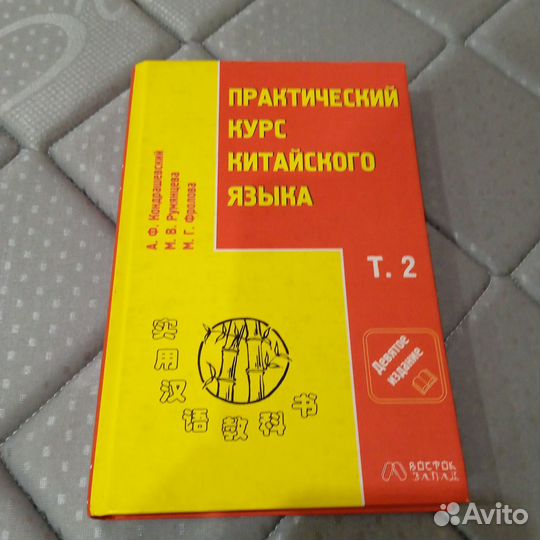 ПРАКТИЧЕСКИЙ
КУРС
КИТАЙСКОГО
ЯЗЫКА
А. Ф. Кондрашевский
М. В. Румянцева
М. Г. Фролова
Т. 2
实用汉语教科书
Девятое
издание
ВОСТОК
ЗАПАД
Avito